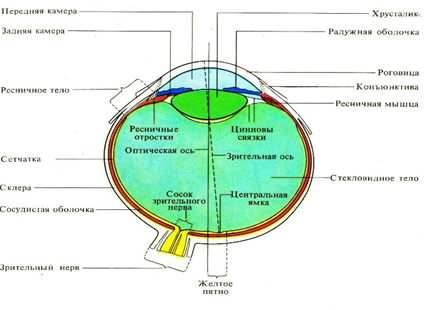 Передняя камера
Хрусталик-
Задняя камера
Радужная оболочка
Роговица
Конъюнктива
Ресничное тело
Ресничная мышца
Ресничные
отростки
Цинновы
связки
Оптическая ось
Зрительная ось
Сетчатка
Стекловидное тело
Склера
Сосок
зрительного
нерва
Центральная
ямка
Сосудистая оболочка
Зрительный нерв
Желтое
пятно